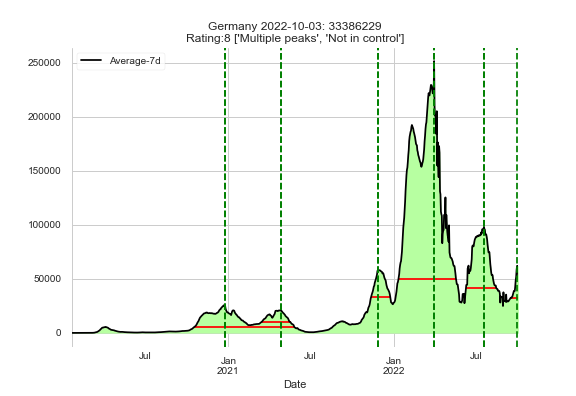 Germany 2022-10-03: 33386229
Rating:8 ['Multiple peaks', 'Not in control']
Average-7d
250000
200000
150000
100000
50000
0
Jul
Jan
2021
Jul
Jan
2022
Jul
Date